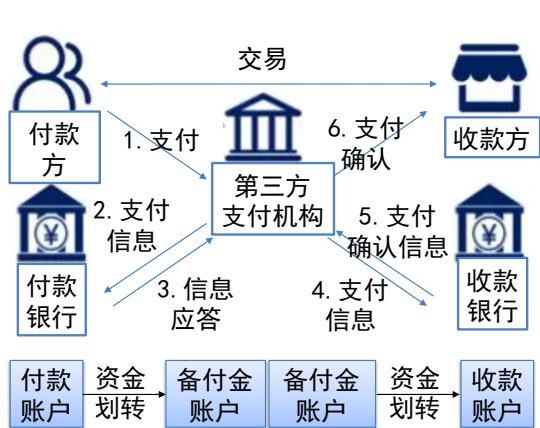 交易
付款
方
1. 支付
6. 支付
确认
收款方
第三方
支付机构
2. 支付
信息
5. 支付
确认信息
付款
银行
3. 信息
应答
4. 支付
信息
收款
银行
付款
账户
资金
划转
备付金
账户
备付金
账户
资金
划转
收款
账户